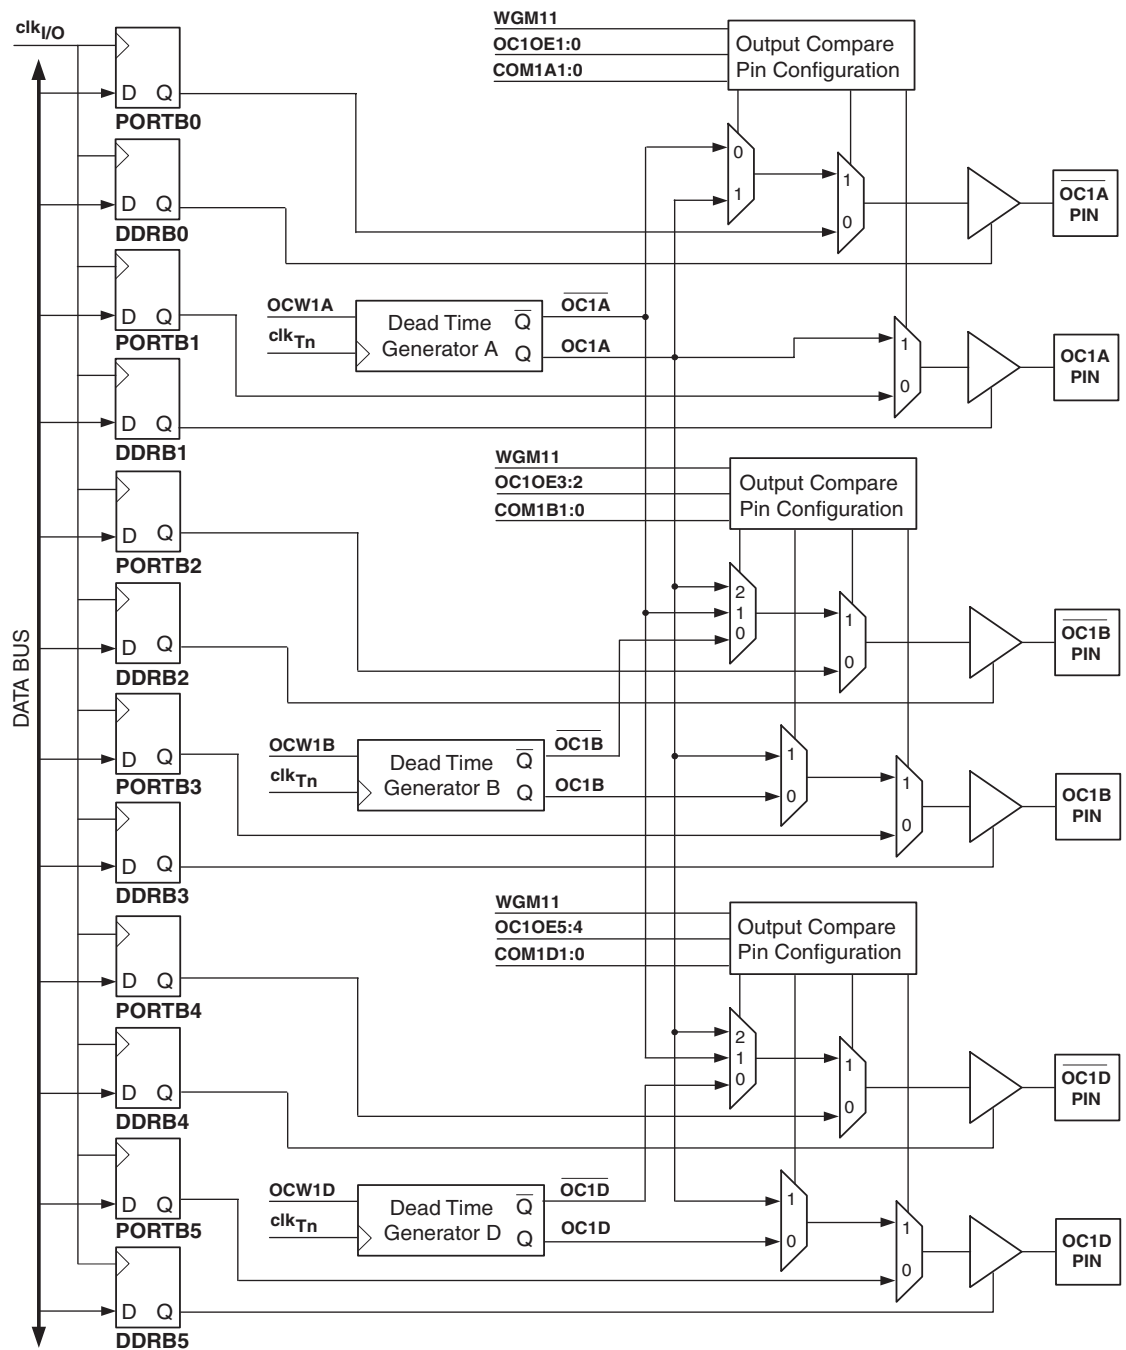 clkI/O
D Q
PORTB0
D Q
DDRB0
D Q
PORTB1
D Q
DDRB1
D Q
PORTB2
D Q
DDRB2
D Q
PORTB3
D Q
DDRB3
D Q
PORTB4
D Q
DDRB4
D Q
PORTB5
D Q
DDRB5
DATA BUS
WGM11
OC1OE1:0
COM1A1:0
Output Compare
Pin Configuration
0
1
1
0
OC1A
PIN
OCW1A
clkTn
Dead Time
Generator A
Q
Q
OC1A
OC1A
1
0
OC1A
PIN
WGM11
OC1OE3:2
COM1B1:0
Output Compare
Pin Configuration
2
1
0
1
0
OC1B
PIN
OCW1B
clkTn
Dead Time
Generator B
Q
Q
OC1B
OC1B
1
0
1
0
OC1B
PIN
WGM11
OC1OE5:4
COM1D1:0
Output Compare
Pin Configuration
2
1
0
1
0
OC1D
PIN
OCW1D
clkTn
Dead Time
Generator D
Q
Q
OC1D
OC1D
1
0
1
0
OC1D
PIN